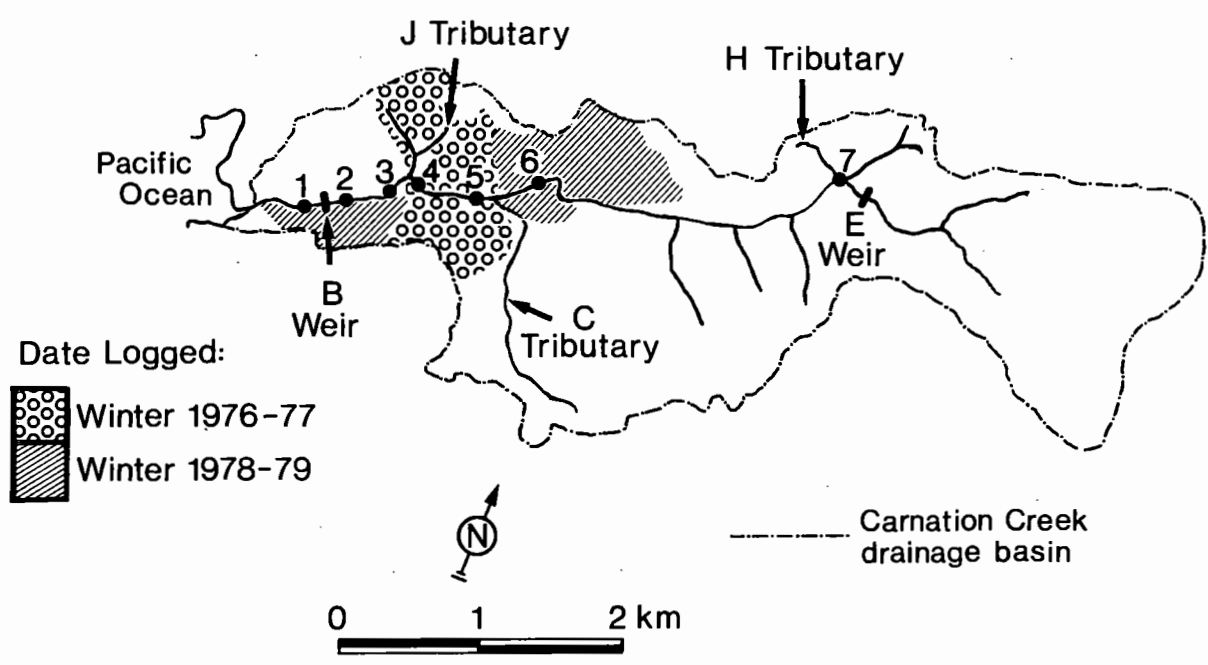 J Tributary
H Tributary
Pacific
Ocean
1
2
3
4
5
6
7
E
Weir
B
Weir
C
Tributary
Date Logged:
Winter 1976-77
Winter 1978-79
N
Carnation Creek
drainage basin
0 1 2 km